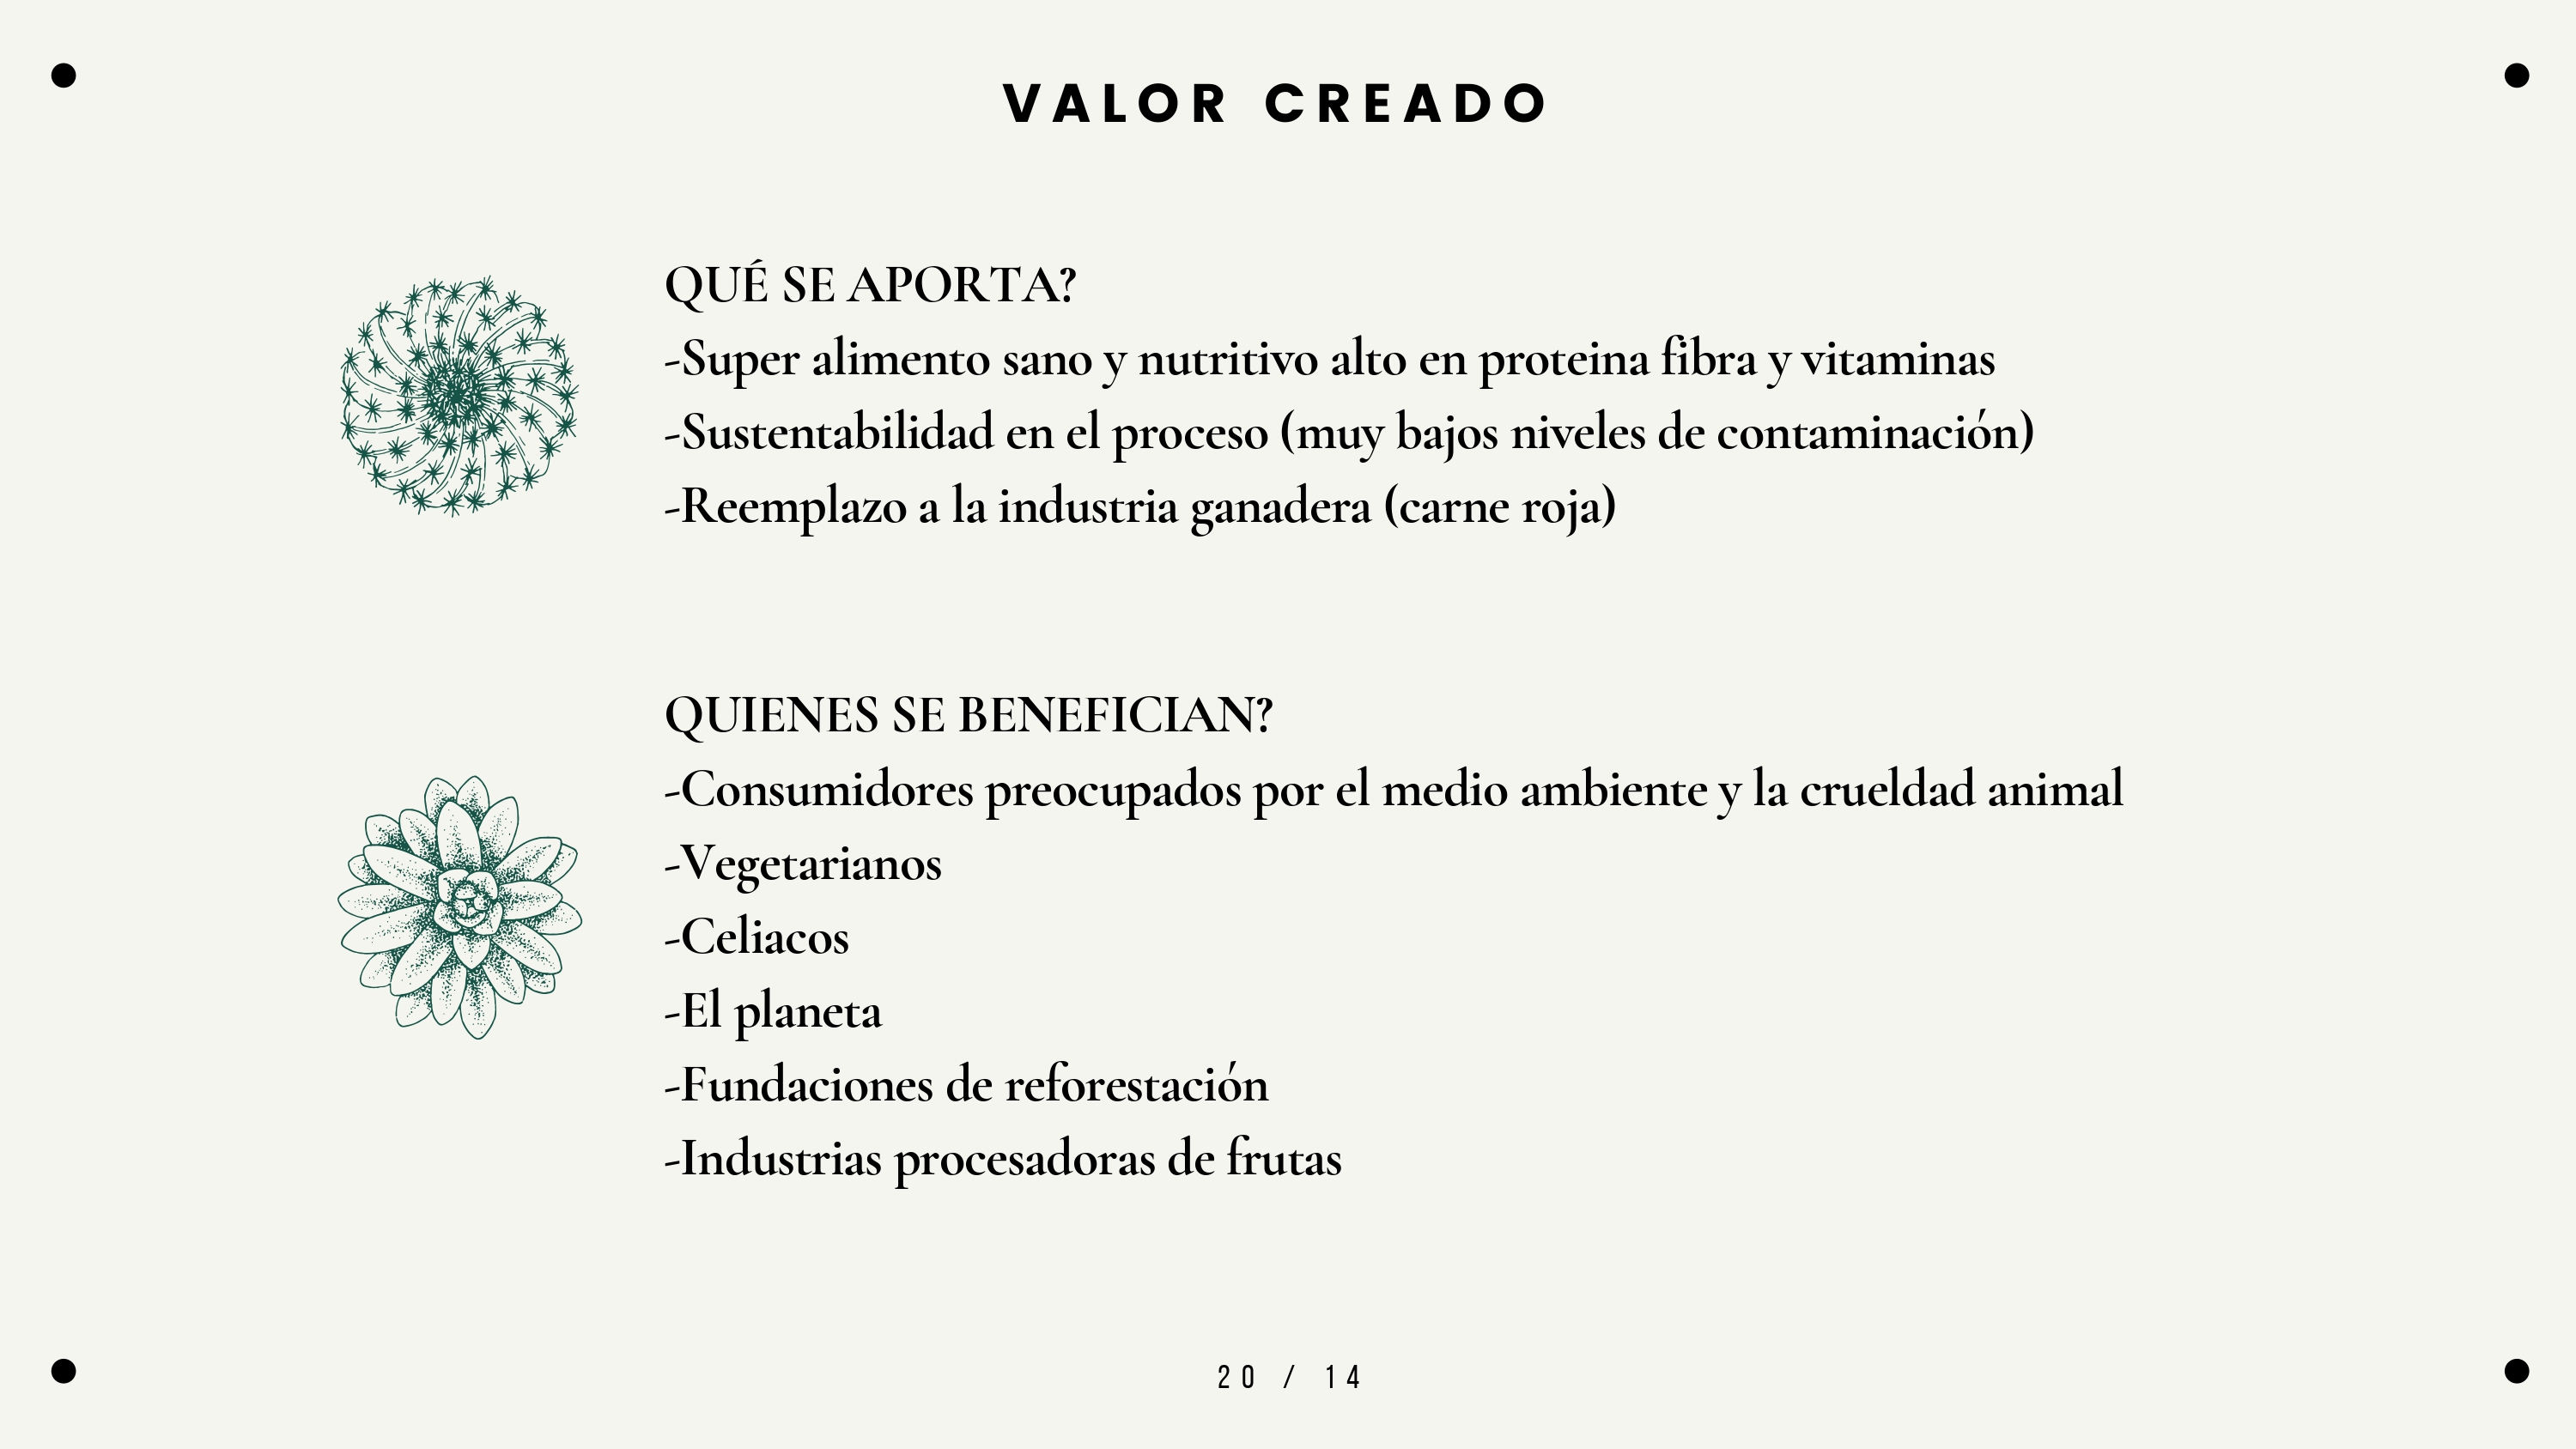 VALOR CREADO
QUÉ SE APORTA?
-Super alimento sano y nutritivo alto en proteina fibra y vitaminas
-Sustentabilidad en el proceso (muy bajos niveles de contaminación)
-Reemplazo a la industria ganadera (carne roja)
QUIENES SE BENEFICIAN?
-Consumidores preocupados por el medio ambiente y la crueldad animal
-Vegetarianos
-Celiacos
-El planeta
-Fundaciones de reforestación
-Industrias procesadoras de frutas
20 / 14